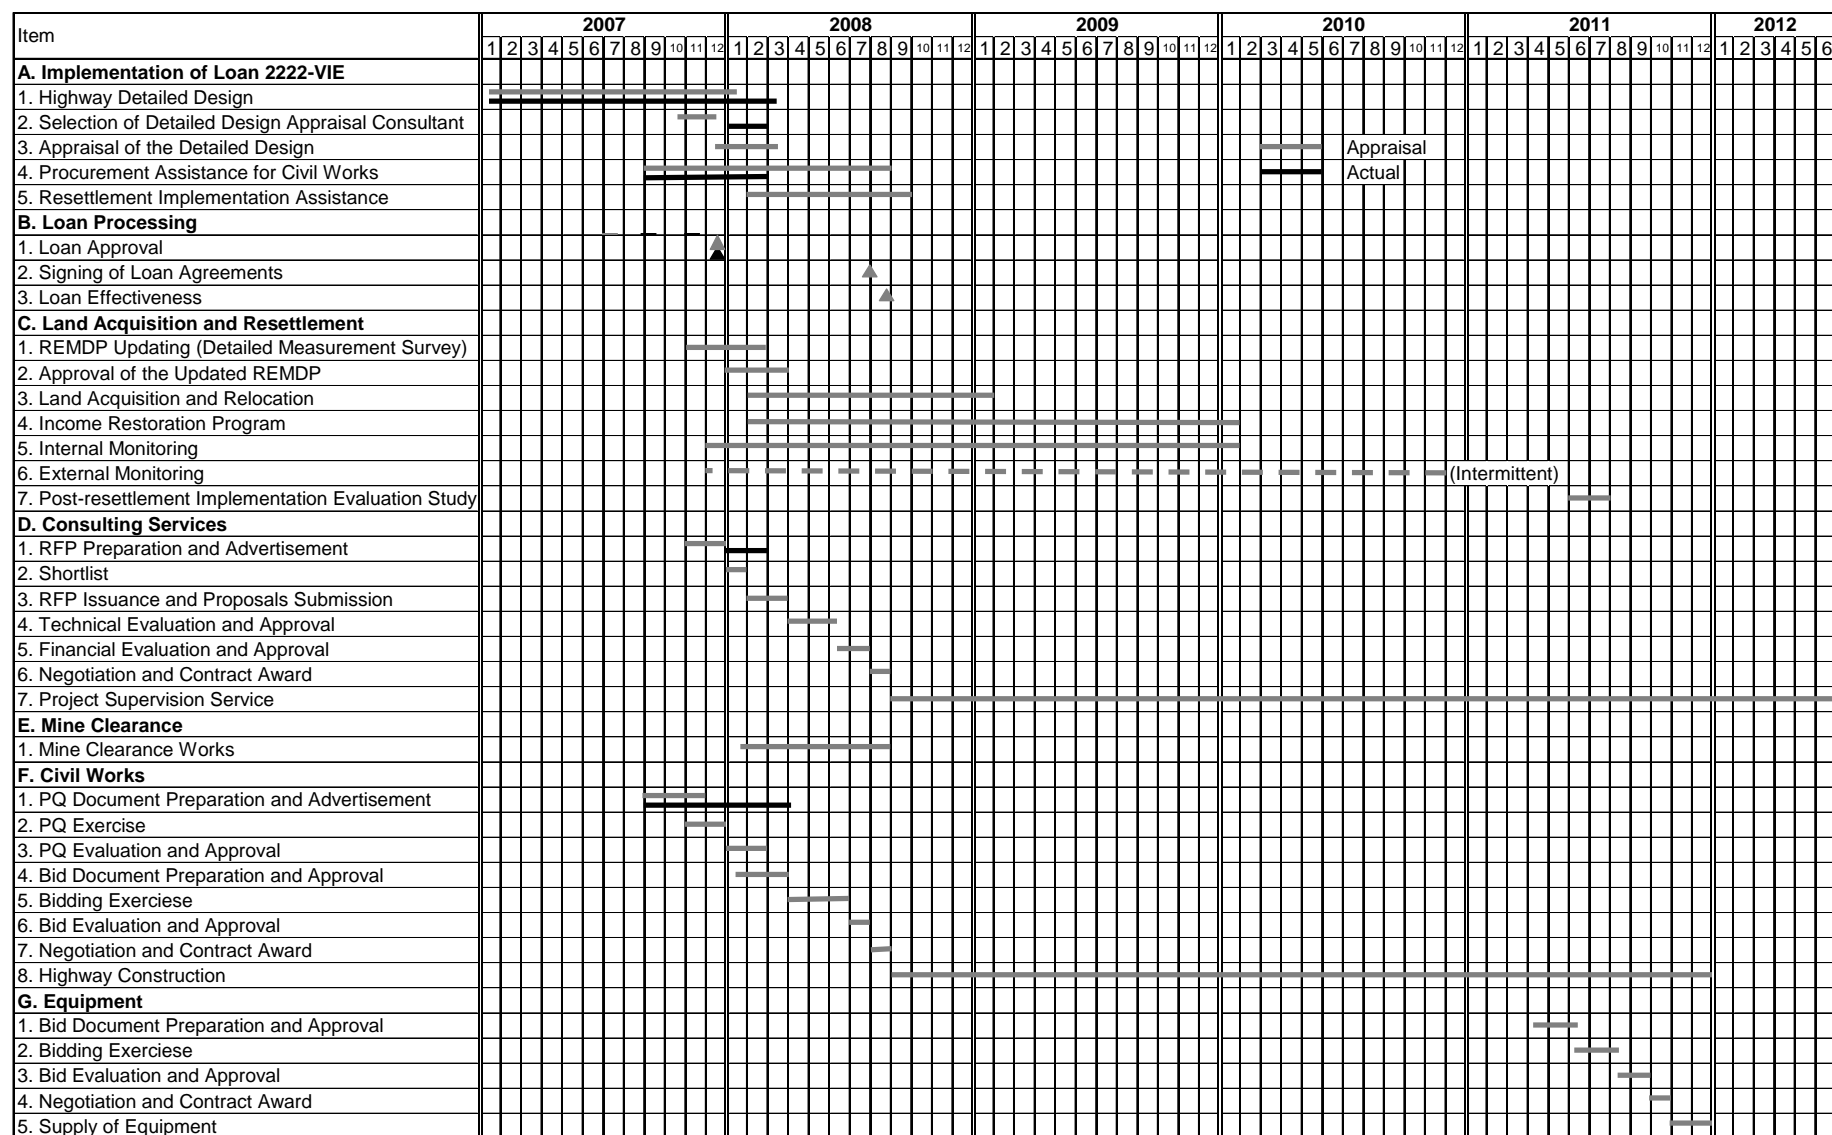 2007 2008 2009 2010 2011 2012
Item
1 2 3 4 5 6 7 8 9 10 11 12 1 2 3 4 5 6 7 8 9 10 11 12 1 2 3 4 5 6 7 8 9 10 11 12 1 2 3 4 5 6 7 8 9 10 11 12 1 2 3 4 5 6 7 8 9 10 11 12 1 2 3 4 5 6
A. Implementation of Loan 2222-VIE
1. Highway Detailed Design
2. Selection of Detailed Design Appraisal Consultant
3. Appraisal of the Detailed Design Appraisal
4. Procurement Assistance for Civil Works Actual
5. Resettlement Implementation Assistance
B. Loan Processing
1. Loan Approval
2. Signing of Loan Agreements
3. Loan Effectiveness
C. Land Acquisition and Resettlement
1. REMDP Updating (Detailed Measurement Survey)
2. Approval of the Updated REMDP
3. Land Acquisition and Relocation
4. Income Restoration Program
5. Internal Monitoring
6. External Monitoring (Intermittent)
7. Post-resettlement Implementation Evaluation Study
D. Consulting Services
1. RFP Preparation and Advertisement
2. Shortlist
3. RFP Issuance and Proposals Submission
4. Technical Evaluation and Approval
5. Financial Evaluation and Approval
6. Negotiation and Contract Award
7. Project Supervision Service
E. Mine Clearance
1. Mine Clearance Works
F. Civil Works
1. PQ Document Preparation and Advertisement
2. PQ Exercise
3. PQ Evaluation and Approval
4. Bid Document Preparation and Approval
5. Bidding Exerciese
6. Bid Evaluation and Approval
7. Negotiation and Contract Award
8. Highway Construction
G. Equipment
1. Bid Document Preparation and Approval
2. Bidding Exerciese
3. Bid Evaluation and Approval
4. Negotiation and Contract Award
5. Supply of Equipment